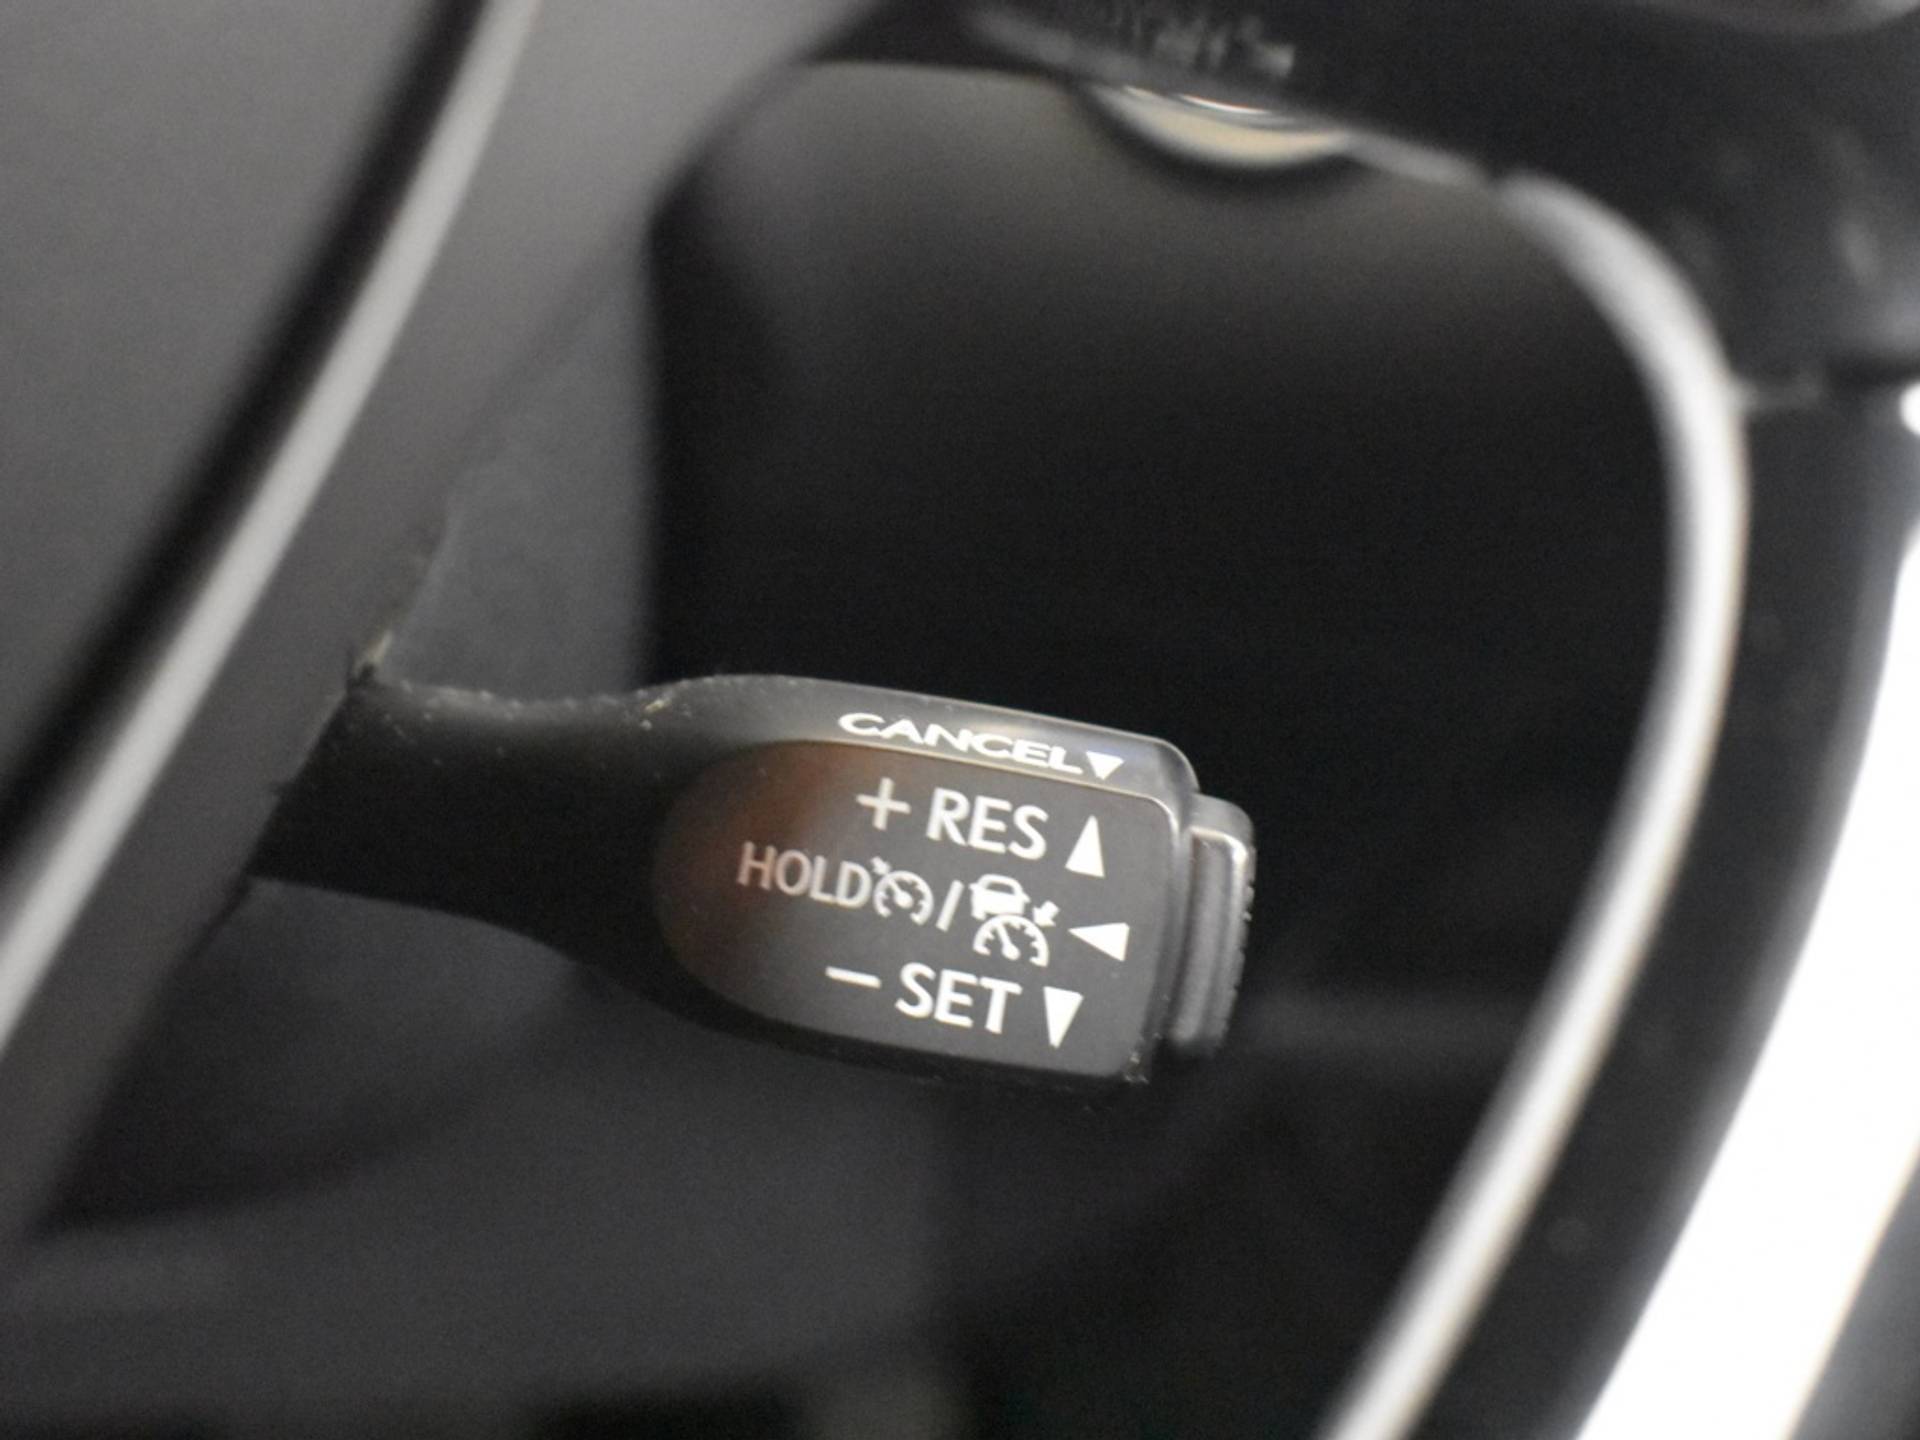 CANCEL▼
+ RES ▲
HOLD / ◀
− SET ▼